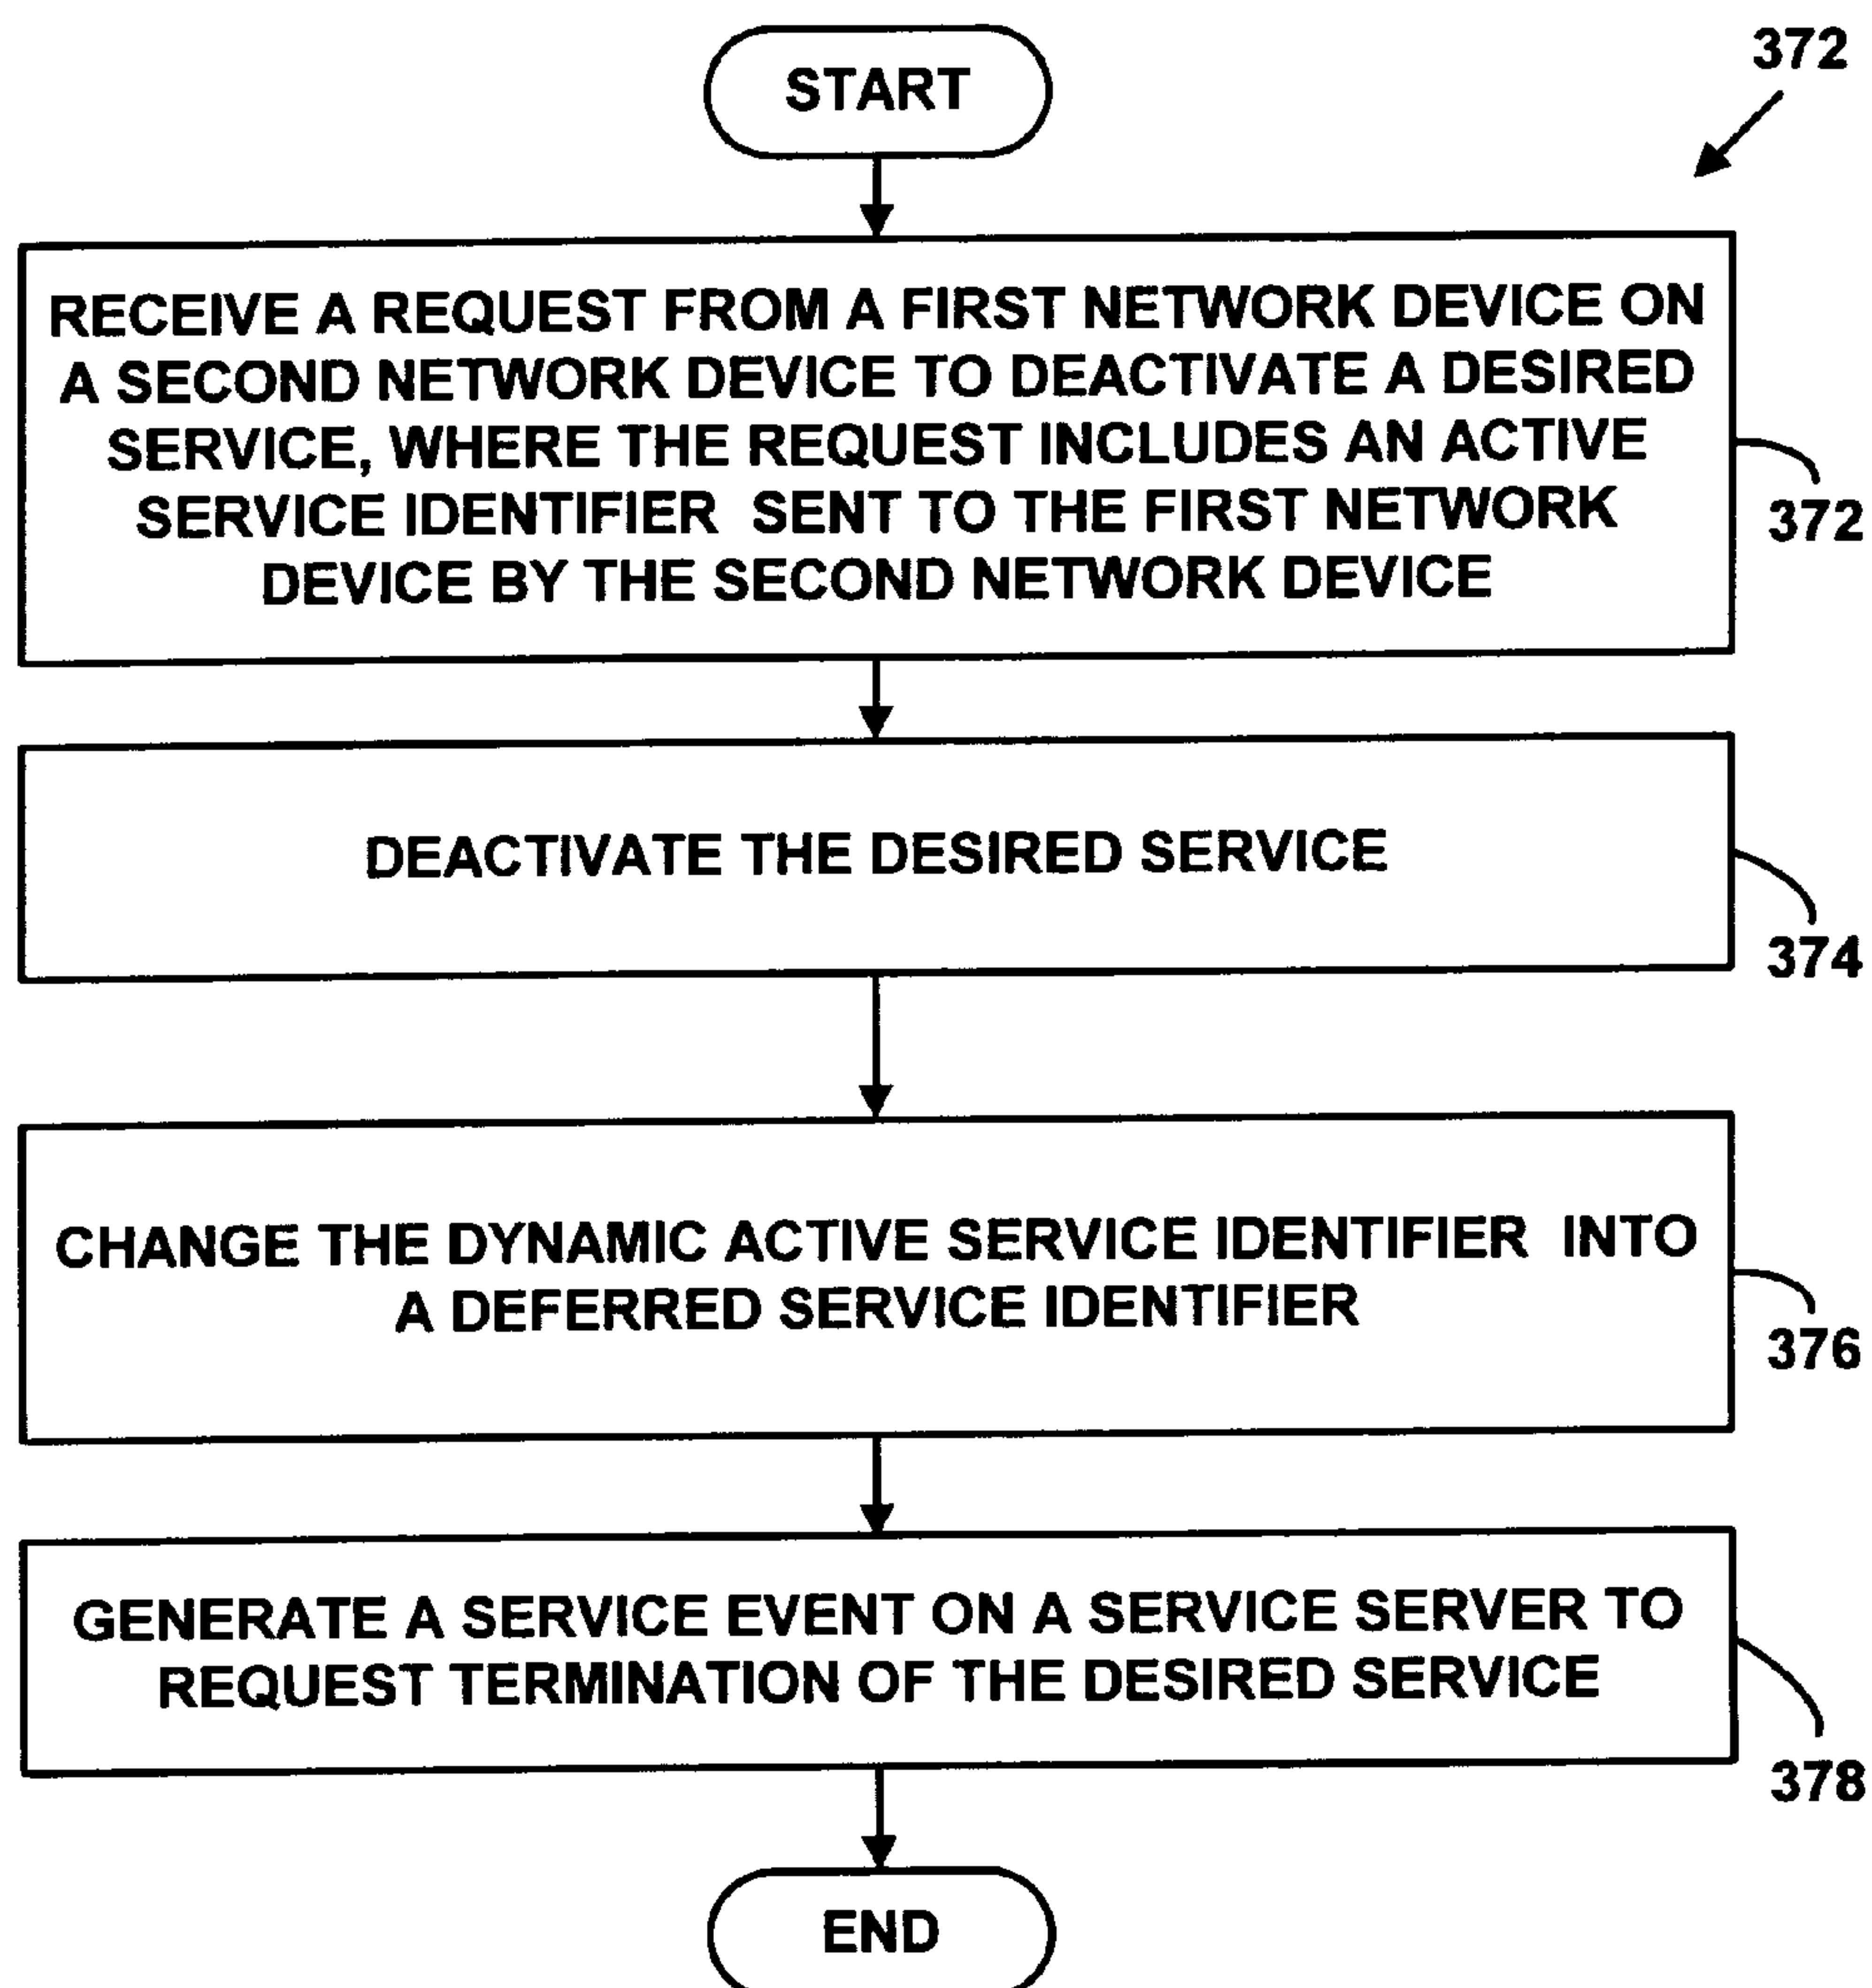 START
372
RECEIVE A REQUEST FROM A FIRST NETWORK DEVICE ON
A SECOND NETWORK DEVICE TO DEACTIVATE A DESIRED
SERVICE, WHERE THE REQUEST INCLUDES AN ACTIVE
SERVICE IDENTIFIER SENT TO THE FIRST NETWORK
DEVICE BY THE SECOND NETWORK DEVICE
372
DEACTIVATE THE DESIRED SERVICE
374
CHANGE THE DYNAMIC ACTIVE SERVICE IDENTIFIER INTO
A DEFERRED SERVICE IDENTIFIER
376
GENERATE A SERVICE EVENT ON A SERVICE SERVER TO
REQUEST TERMINATION OF THE DESIRED SERVICE
378
END